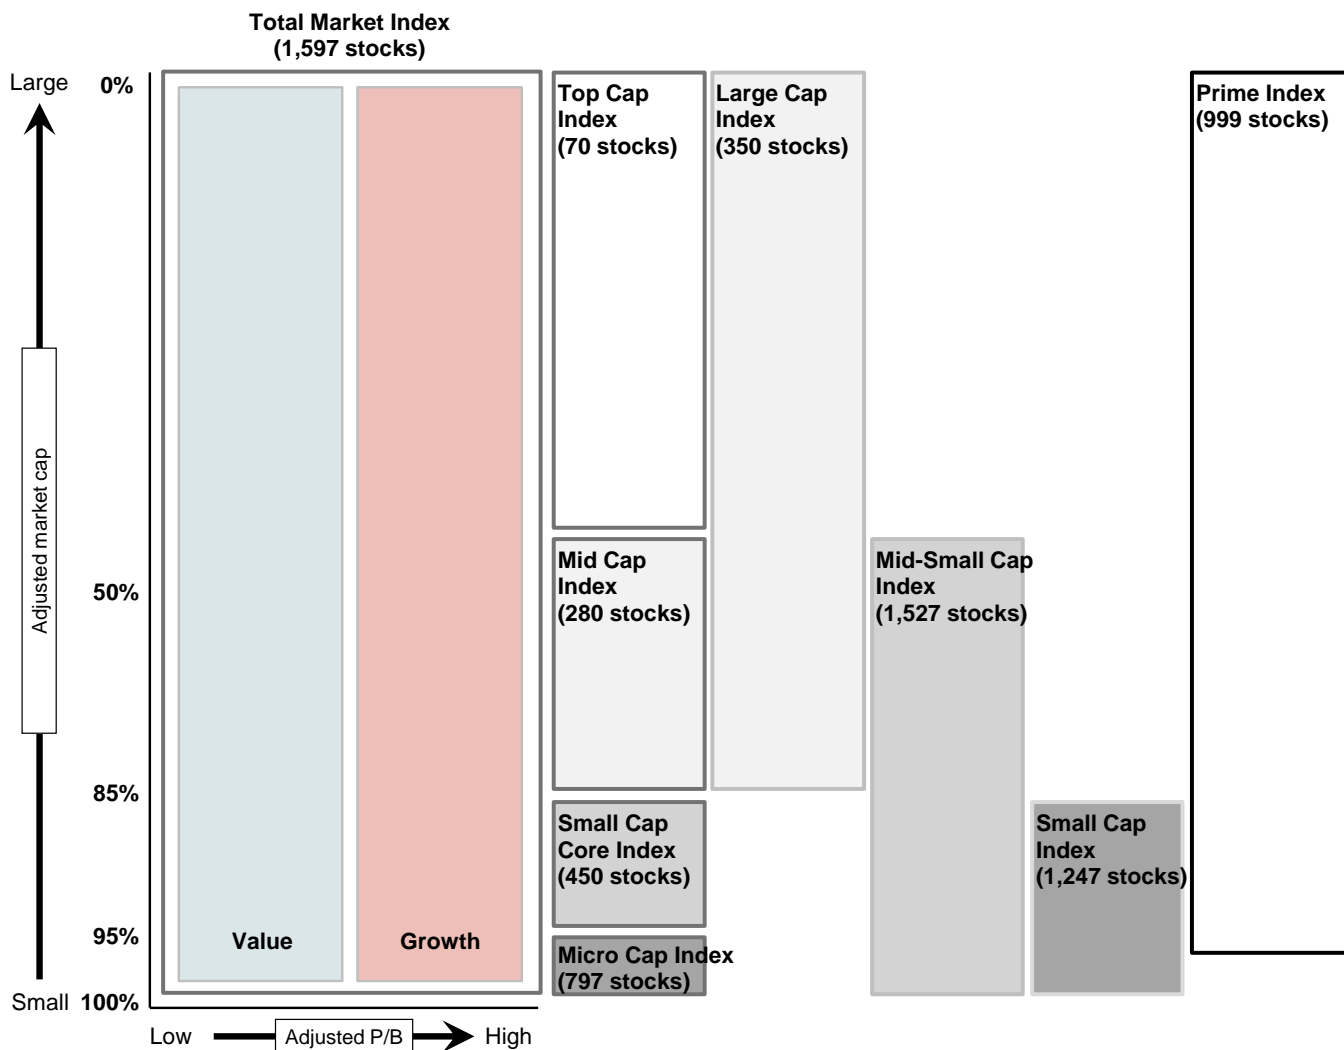 Total Market Index
(1,597 stocks)
Large
0%
Top Cap
Index
(70 stocks)
Large Cap
Index
(350 stocks)
Prime Index
(999 stocks)
Adjusted market cap
50%
Mid Cap
Index
(280 stocks)
Mid-Small Cap
Index
(1,527 stocks)
85%
Small Cap
Core Index
(450 stocks)
Small Cap
Index
(1,247 stocks)
95%
Value
Growth
Micro Cap Index
(797 stocks)
Small
100%
Low
Adjusted P/B
High